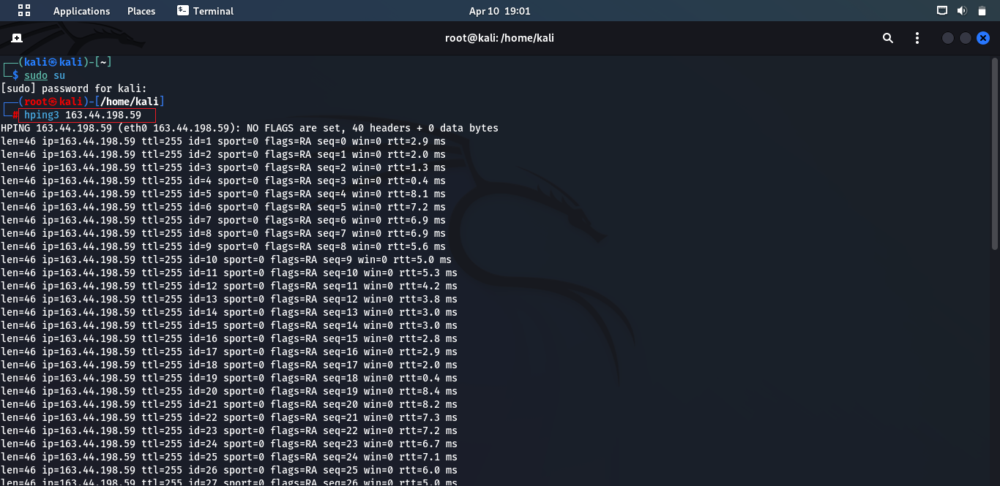 Applications Places Terminal Apr 10 19:01
root@kali: /home/kali
(kali㉿kali)-[~]
$ sudo su
[sudo] password for kali:
(root㉿kali)-[/home/kali]
# hping3 163.44.198.59
HPING 163.44.198.59 (eth0 163.44.198.59): NO FLAGS are set, 40 headers + 0 data bytes
len=46 ip=163.44.198.59 ttl=255 id=1 sport=0 flags=RA seq=0 win=0 rtt=2.9 ms
len=46 ip=163.44.198.59 ttl=255 id=2 sport=0 flags=RA seq=1 win=0 rtt=2.0 ms
len=46 ip=163.44.198.59 ttl=255 id=3 sport=0 flags=RA seq=2 win=0 rtt=1.3 ms
len=46 ip=163.44.198.59 ttl=255 id=4 sport=0 flags=RA seq=3 win=0 rtt=0.4 ms
len=46 ip=163.44.198.59 ttl=255 id=5 sport=0 flags=RA seq=4 win=0 rtt=8.1 ms
len=46 ip=163.44.198.59 ttl=255 id=6 sport=0 flags=RA seq=5 win=0 rtt=7.2 ms
len=46 ip=163.44.198.59 ttl=255 id=7 sport=0 flags=RA seq=6 win=0 rtt=6.9 ms
len=46 ip=163.44.198.59 ttl=255 id=8 sport=0 flags=RA seq=7 win=0 rtt=6.9 ms
len=46 ip=163.44.198.59 ttl=255 id=9 sport=0 flags=RA seq=8 win=0 rtt=5.6 ms
len=46 ip=163.44.198.59 ttl=255 id=10 sport=0 flags=RA seq=9 win=0 rtt=5.0 ms
len=46 ip=163.44.198.59 ttl=255 id=11 sport=0 flags=RA seq=10 win=0 rtt=5.3 ms
len=46 ip=163.44.198.59 ttl=255 id=12 sport=0 flags=RA seq=11 win=0 rtt=4.2 ms
len=46 ip=163.44.198.59 ttl=255 id=13 sport=0 flags=RA seq=12 win=0 rtt=3.8 ms
len=46 ip=163.44.198.59 ttl=255 id=14 sport=0 flags=RA seq=13 win=0 rtt=3.0 ms
len=46 ip=163.44.198.59 ttl=255 id=15 sport=0 flags=RA seq=14 win=0 rtt=3.0 ms
len=46 ip=163.44.198.59 ttl=255 id=16 sport=0 flags=RA seq=15 win=0 rtt=2.8 ms
len=46 ip=163.44.198.59 ttl=255 id=17 sport=0 flags=RA seq=16 win=0 rtt=2.9 ms
len=46 ip=163.44.198.59 ttl=255 id=18 sport=0 flags=RA seq=17 win=0 rtt=2.0 ms
len=46 ip=163.44.198.59 ttl=255 id=19 sport=0 flags=RA seq=18 win=0 rtt=0.4 ms
len=46 ip=163.44.198.59 ttl=255 id=20 sport=0 flags=RA seq=19 win=0 rtt=8.4 ms
len=46 ip=163.44.198.59 ttl=255 id=21 sport=0 flags=RA seq=20 win=0 rtt=8.2 ms
len=46 ip=163.44.198.59 ttl=255 id=22 sport=0 flags=RA seq=21 win=0 rtt=7.3 ms
len=46 ip=163.44.198.59 ttl=255 id=23 sport=0 flags=RA seq=22 win=0 rtt=7.2 ms
len=46 ip=163.44.198.59 ttl=255 id=24 sport=0 flags=RA seq=23 win=0 rtt=6.7 ms
len=46 ip=163.44.198.59 ttl=255 id=25 sport=0 flags=RA seq=24 win=0 rtt=7.1 ms
len=46 ip=163.44.198.59 ttl=255 id=26 sport=0 flags=RA seq=25 win=0 rtt=6.0 ms
len=46 ip=163.44.198.59 ttl=255 id=27 sport=0 flags=RA seq=26 win=0 rtt=5.0 ms